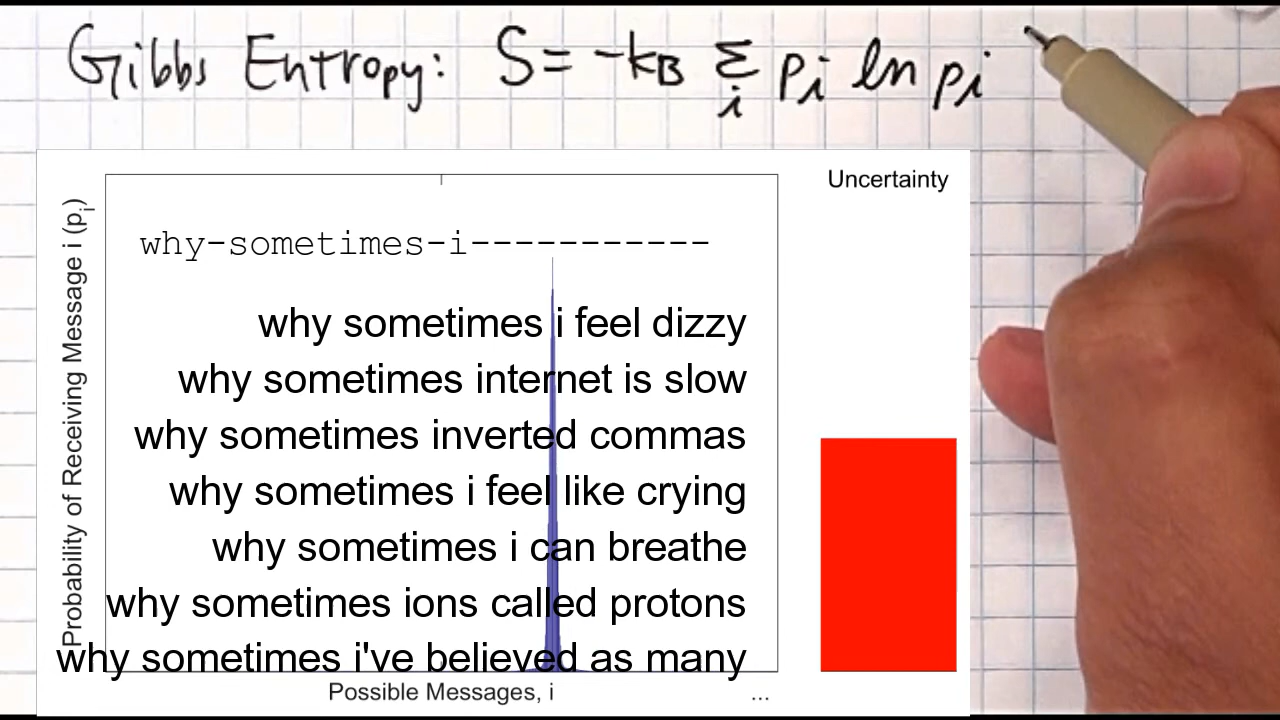 Gibbs Entropy: S = -kB Σi pi ln pi
Uncertainty
Probability of Receiving Message i (pi)
why-sometimes-i-----------
why sometimes i feel dizzy
why sometimes internet is slow
why sometimes inverted commas
why sometimes i feel like crying
why sometimes i can breathe
why sometimes ions called protons
why sometimes i've believed as many
Possible Messages, i
...